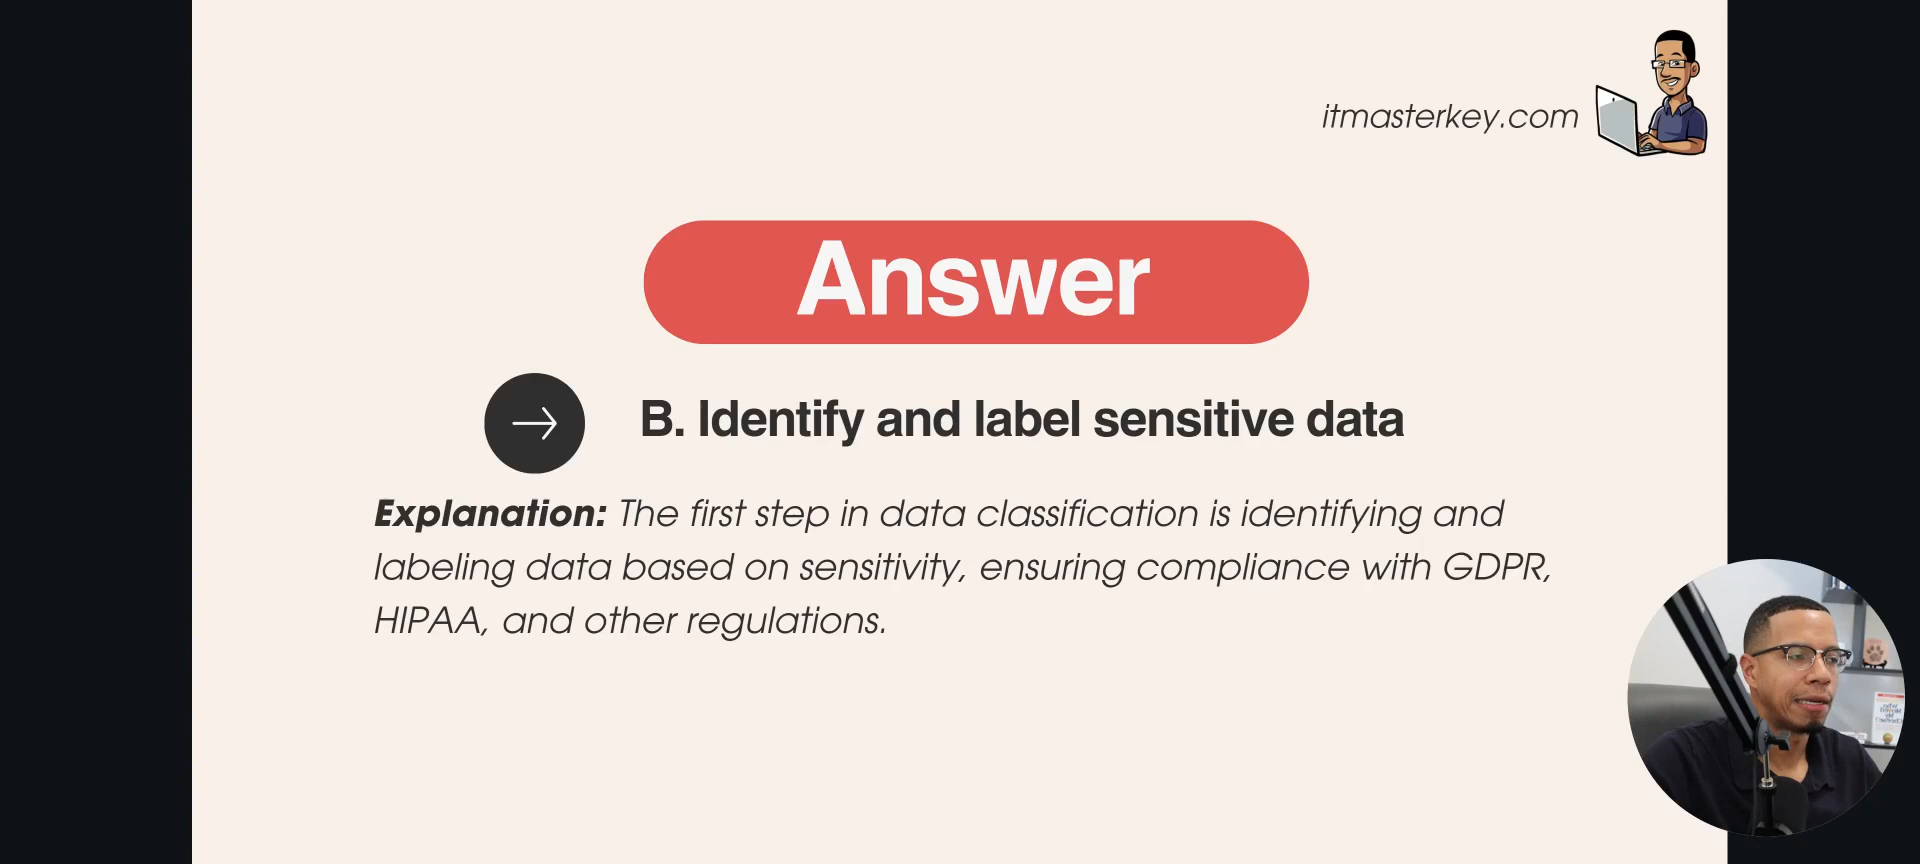 itmasterkey.com
Answer
B. Identify and label sensitive data
Explanation: The first step in data classification is identifying and
labeling data based on sensitivity, ensuring compliance with GDPR,
HIPAA, and other regulations.